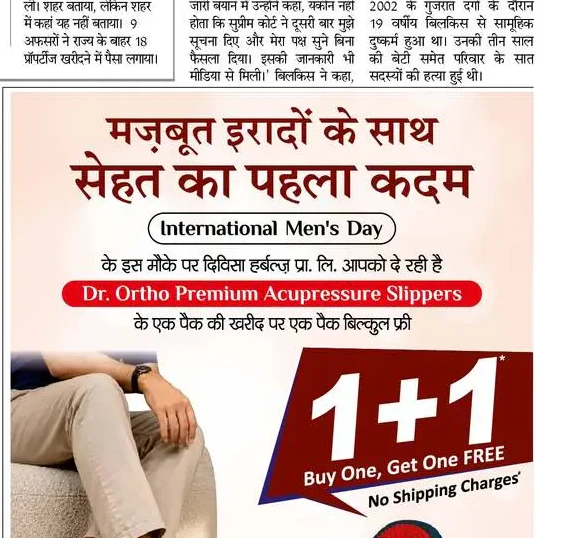 ली। शहर बताया, लेकिन शहर
में कहां यह नहीं बताया। 9
अफसरों ने राज्य के बाहर 18
प्रॉपर्टीज खरीदने में पैसा लगाया।
जारी बयान में उन्होंने कहा, यकीन नहीं
होता कि सुप्रीम कोर्ट ने दूसरी बार मुझे
सूचना दिए और मेरा पक्ष सुने बिना
फैसला दिया। इसकी जानकारी भी
मीडिया से मिली।' बिलकिस ने कहा,
2002 के गुजरात दंगों के दौरान
19 वर्षीय बिलकिस से सामूहिक
दुष्कर्म हुआ था। उनकी तीन साल
की बेटी समेत परिवार के सात
सदस्यों की हत्या हुई थी।
मज़बूत इरादों के साथ
सेहत का पहला कदम
International Men's Day
के इस मौके पर दिविसा हर्बल्ज़ प्रा. लि. आपको दे रही है
Dr. Ortho Premium Acupressure Slippers
के एक पैक की खरीद पर एक पैक बिल्कुल फ्री
1+1*
Buy One, Get One FREE
No Shipping Charges*